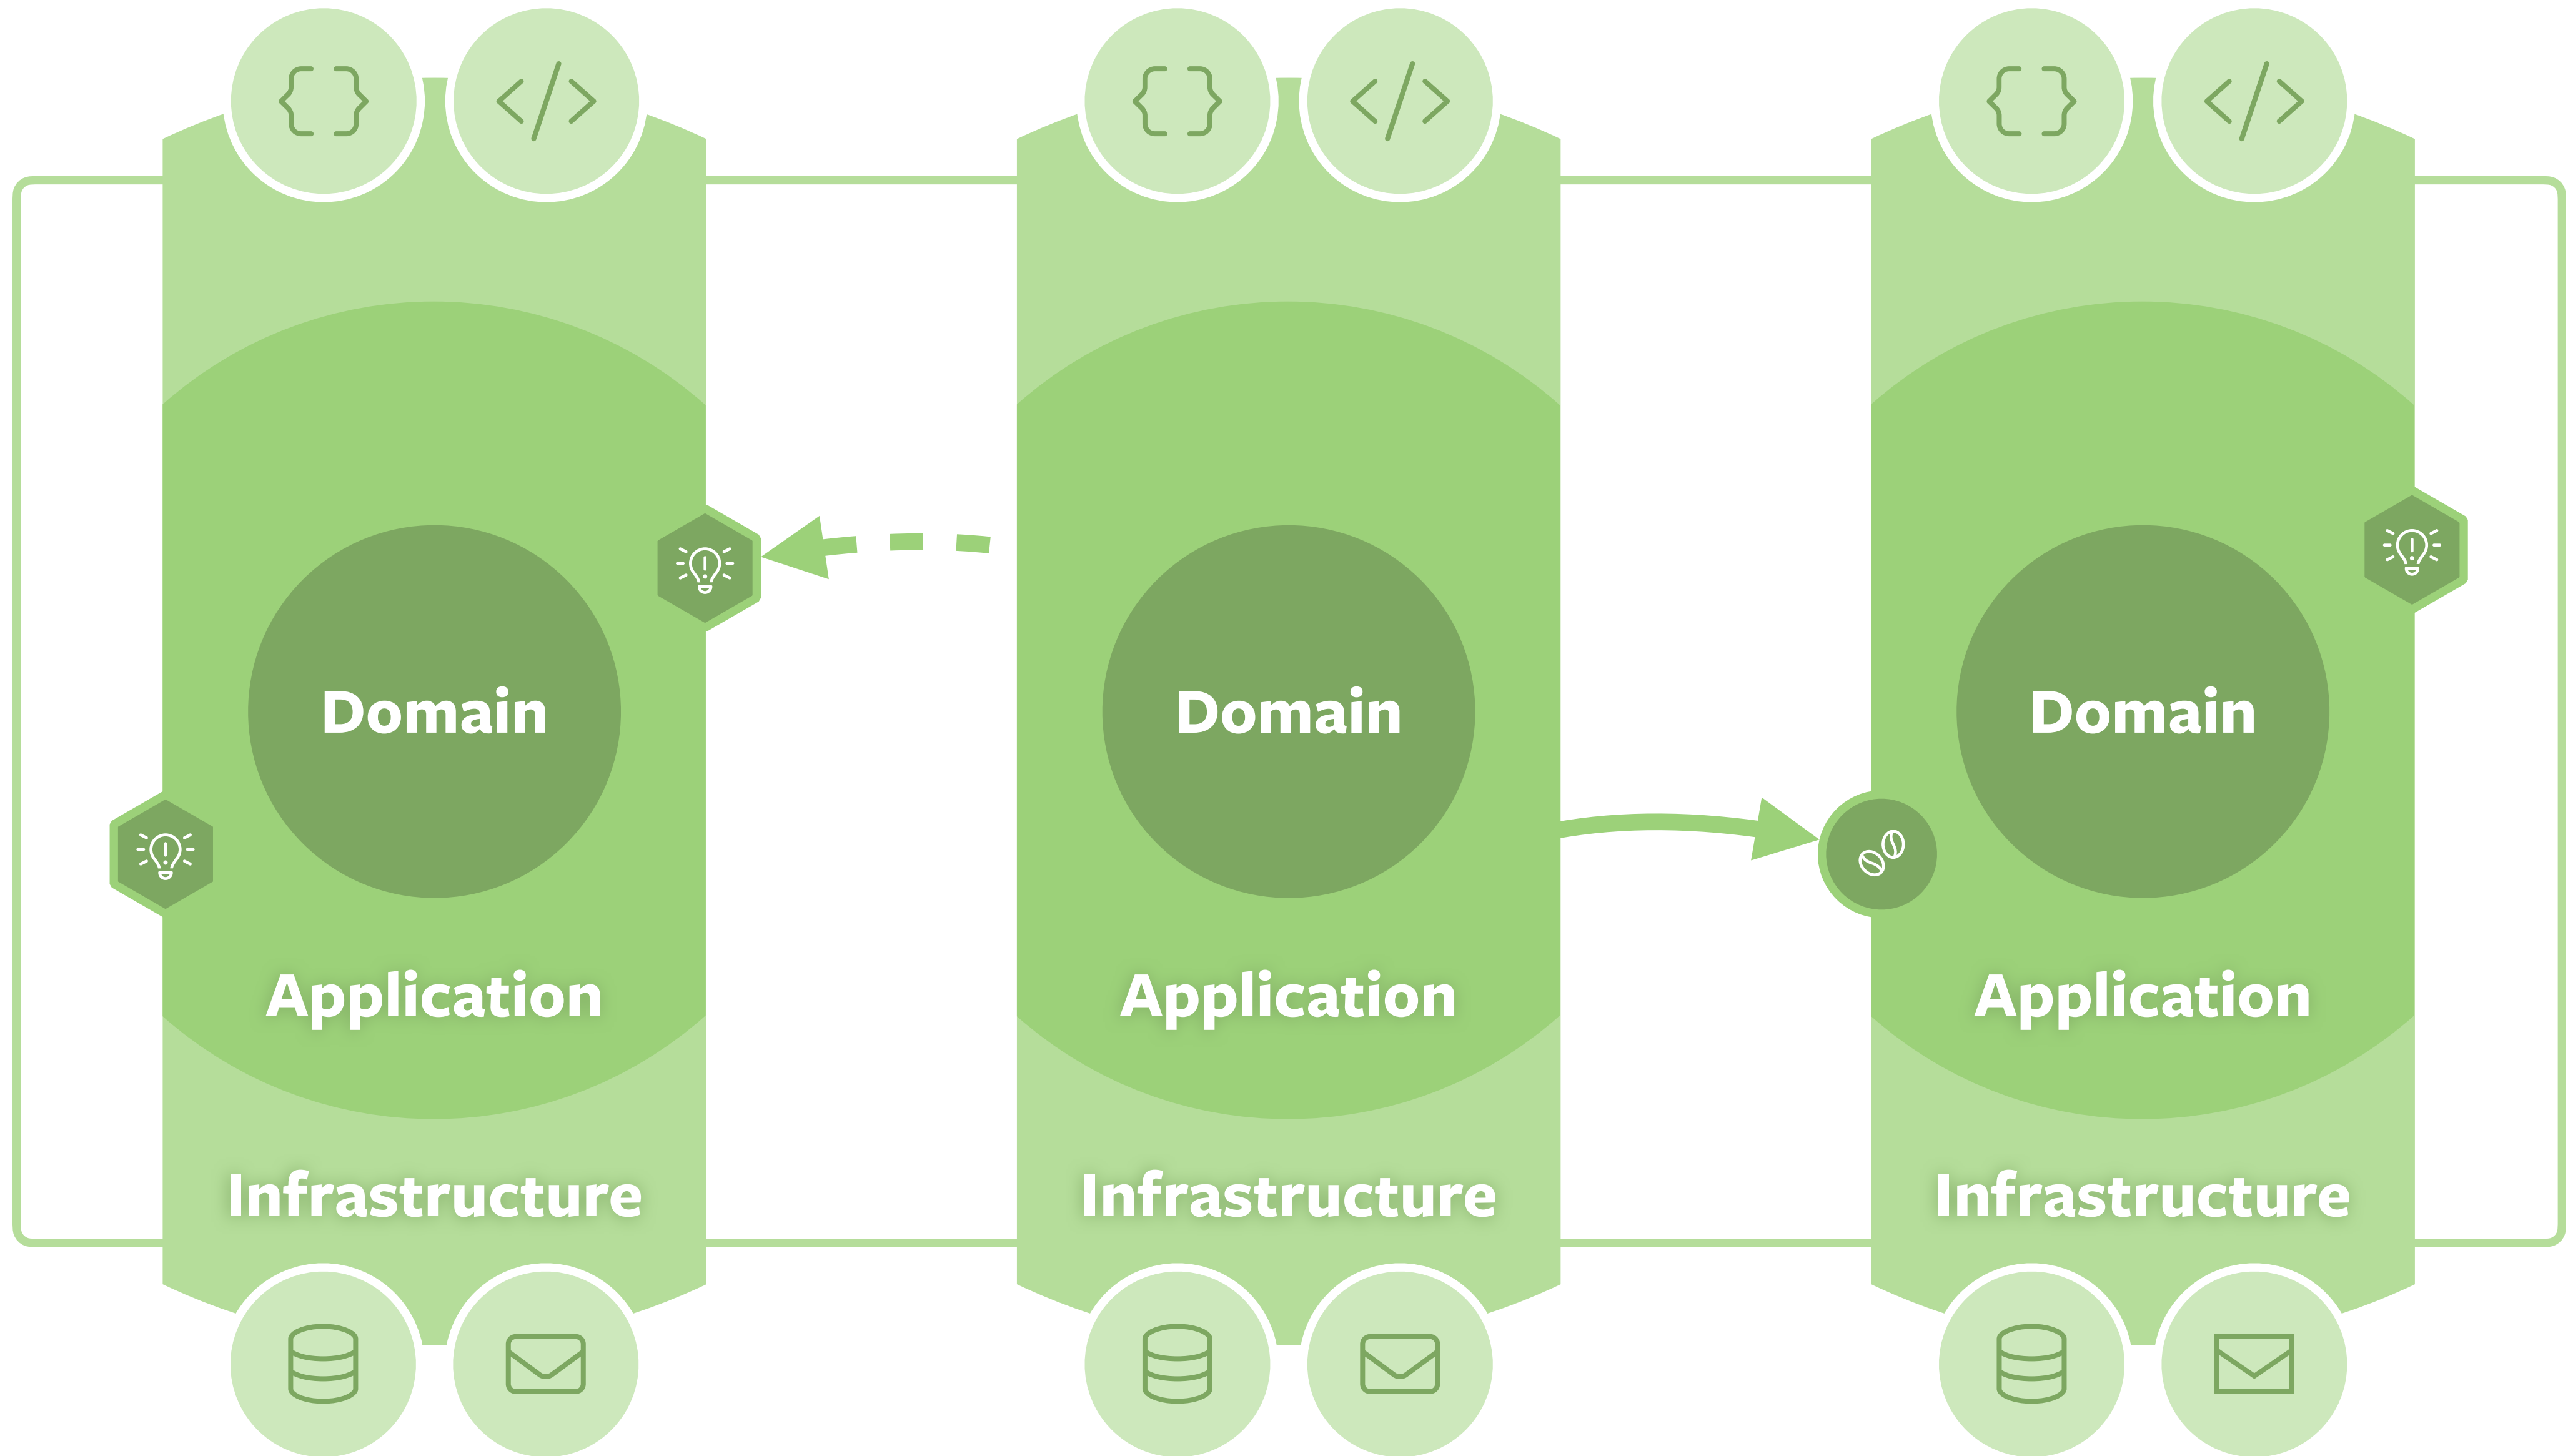 Domain
Domain
Domain
Application
Application
Application
Infrastructure
Infrastructure
Infrastructure